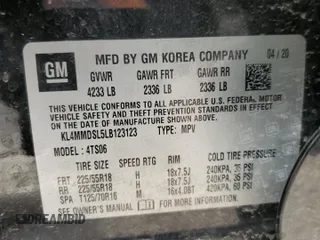 GM
MFD BY GM KOREA COMPANY 04 / 20
GVWR GAWR FRT GAWR RR
4233 LB 2336 LB 2336 LB
THIS VEHICLE CONFORMS TO ALL APPLICABLE U.S. FEDERAL MOTOR
VEHICLE SAFETY AND THEFT PREVENTION STANDARDS IN EFFECT ON
THE DATE OF MANUFACTURE SHOWN ABOVE.
KL4MMDSL5LB123123 TYPE: MPV
MODEL: 4TS06
TIRE SIZE SPEED RTG RIM COLD TIRE PRESSURE
FRT 225/55R18 H 18x7.5J 240KPA, 35 PSI
RR 225/55R18 H 18x7.5J 240KPA, 35 PSI
SPA T125/70R16 M 16x4.0BT 420KPA, 60 PSI
SEE OWNER'S MANUAL FOR ADDITIONAL INFORMATION
CREAMBID